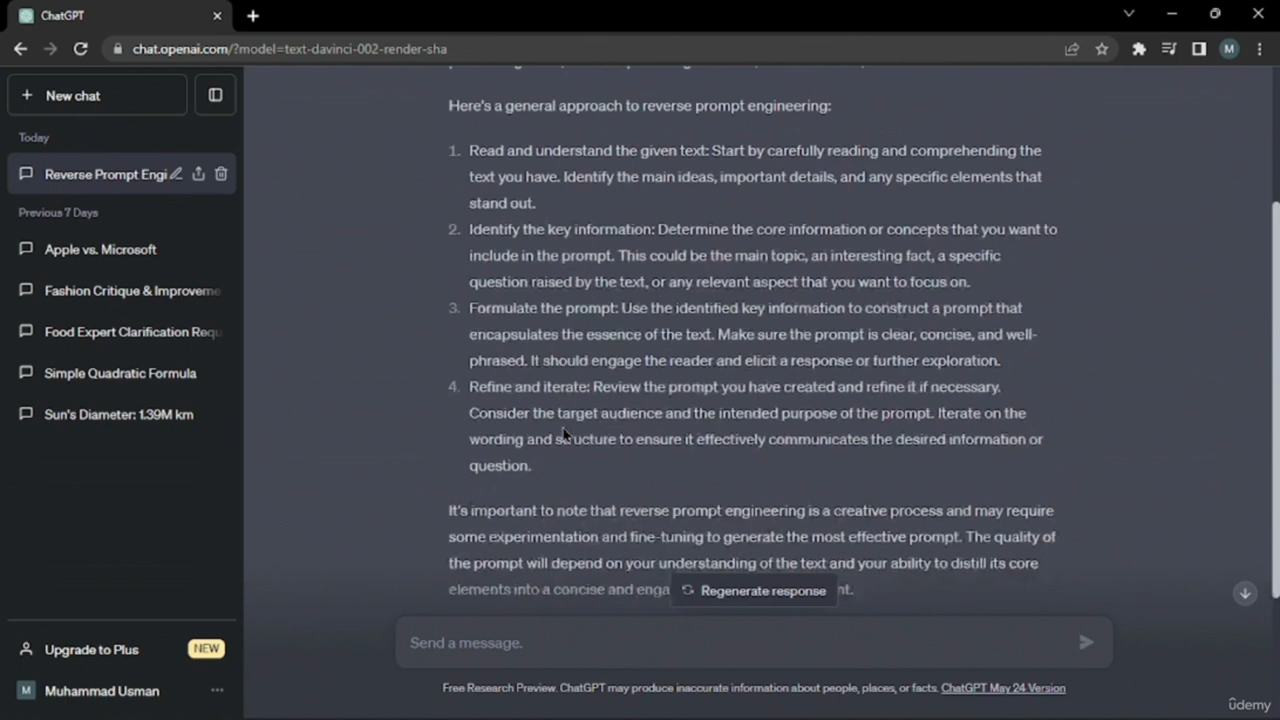 ChatGPT
chat.openai.com/?model=text-davinci-002-render-sha
M
New chat
Today
Reverse Prompt Engi
Previous 7 Days
Apple vs. Microsoft
Fashion Critique & Improveme
Food Expert Clarification Requ
Simple Quadratic Formula
Sun's Diameter: 1.39M km
Upgrade to Plus NEW
M Muhammad Usman
Here's a general approach to reverse prompt engineering:
1. Read and understand the given text: Start by carefully reading and comprehending the
text you have. Identify the main ideas, important details, and any specific elements that
stand out.
2. Identify the key information: Determine the core information or concepts that you want to
include in the prompt. This could be the main topic, an interesting fact, a specific
question raised by the text, or any relevant aspect that you want to focus on.
3. Formulate the prompt: Use the identified key information to construct a prompt that
encapsulates the essence of the text. Make sure the prompt is clear, concise, and well-
phrased. It should engage the reader and elicit a response or further exploration.
4. Refine and iterate: Review the prompt you have created and refine it if necessary.
Consider the target audience and the intended purpose of the prompt. Iterate on the
wording and structure to ensure it effectively communicates the desired information or
question.
It's important to note that reverse prompt engineering is a creative process and may require
some experimentation and fine-tuning to generate the most effective prompt. The quality of
the prompt will depend on your understanding of the text and your ability to distill its core
elements into a concise and enga nt.
Regenerate response
Send a message.
Free Research Preview. ChatGPT may produce inaccurate information about people, places, or facts. ChatGPT May 24 Version
ûdemy